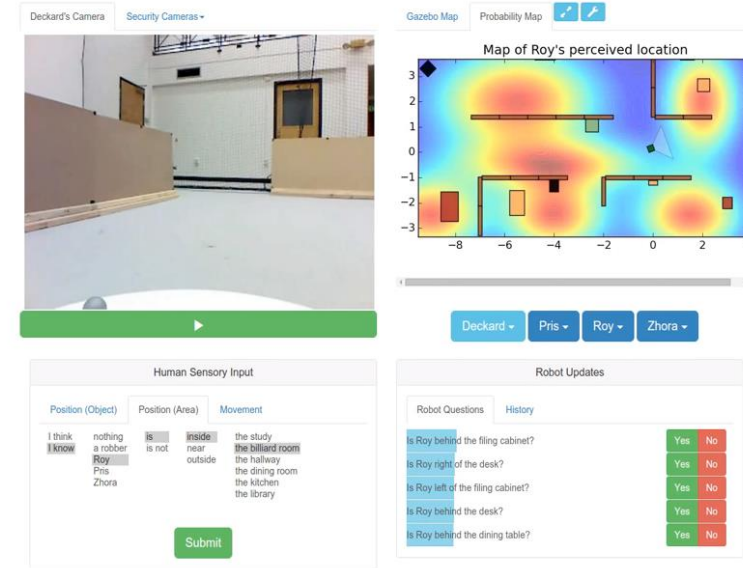 Deckard's Camera Security Cameras
Gazebo Map Probability Map
Map of Roy's perceived location
3
2
1
0
−1
−2
−3
−8 −6 −4 −2 0 2
Deckard Pris Roy Zhora
Human Sensory Input
Position (Object) Position (Area) Movement
I think nothing is inside the study
I know a robber is not near the billiard room
Roy outside the hallway
Pris the dining room
Zhora the kitchen
the library
Submit
Robot Updates
Robot Questions History
Is Roy behind the filing cabinet? Yes No
Is Roy right of the desk? Yes No
Is Roy left of the filing cabinet? Yes No
Is Roy behind the desk? Yes No
Is Roy behind the dining table? Yes No